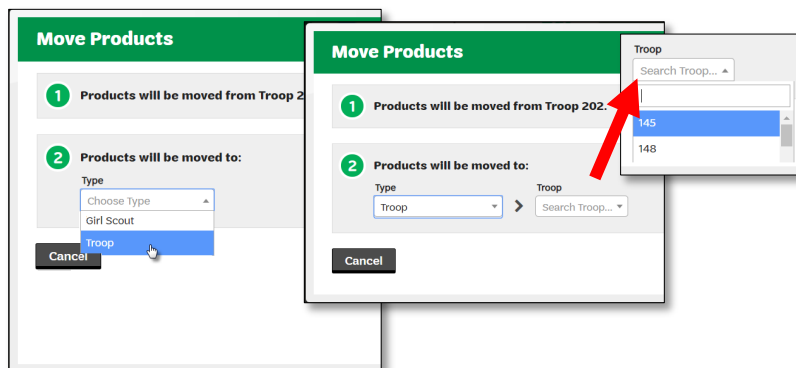 Move Products
1 Products will be moved from Troop 2
2 Products will be moved to:
Type
Choose Type
Girl Scout
Troop
Cancel
Move Products
1 Products will be moved from Troop 202.
2 Products will be moved to:
Type
Troop
Troop
Search Troop...
Cancel
Troop
Search Troop...
145
148